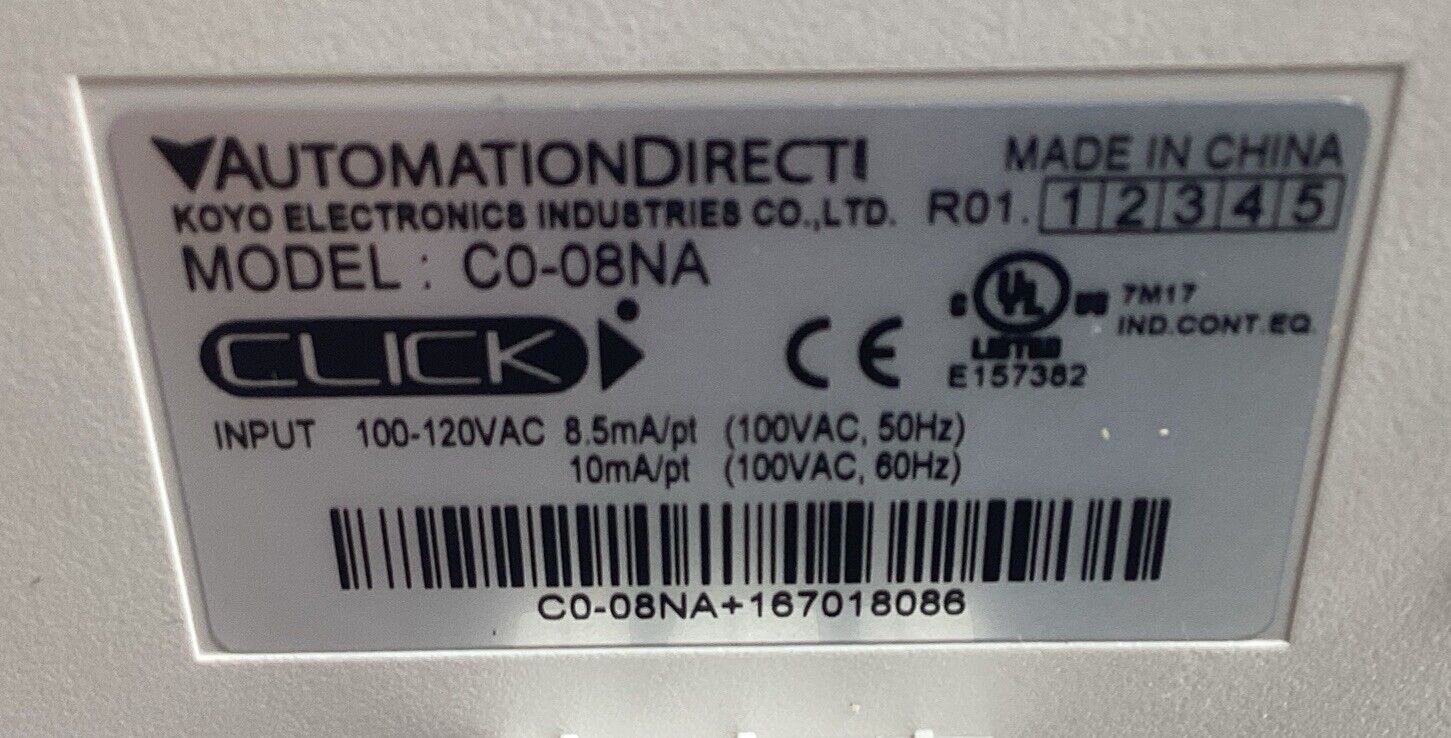 AUTOMATIONDIRECT
MADE IN CHINA
KOYO ELECTRONICS INDUSTRIES CO.,LTD.
R01. 1 2 3 4 5
MODEL : C0-08NA
CLICK
CE
C UL US
LISTED
E157382
7M17
IND.CONT.EQ.
INPUT 100-120VAC 8.5mA/pt (100VAC, 50Hz)
10mA/pt (100VAC, 60Hz)
C0-08NA+167018086